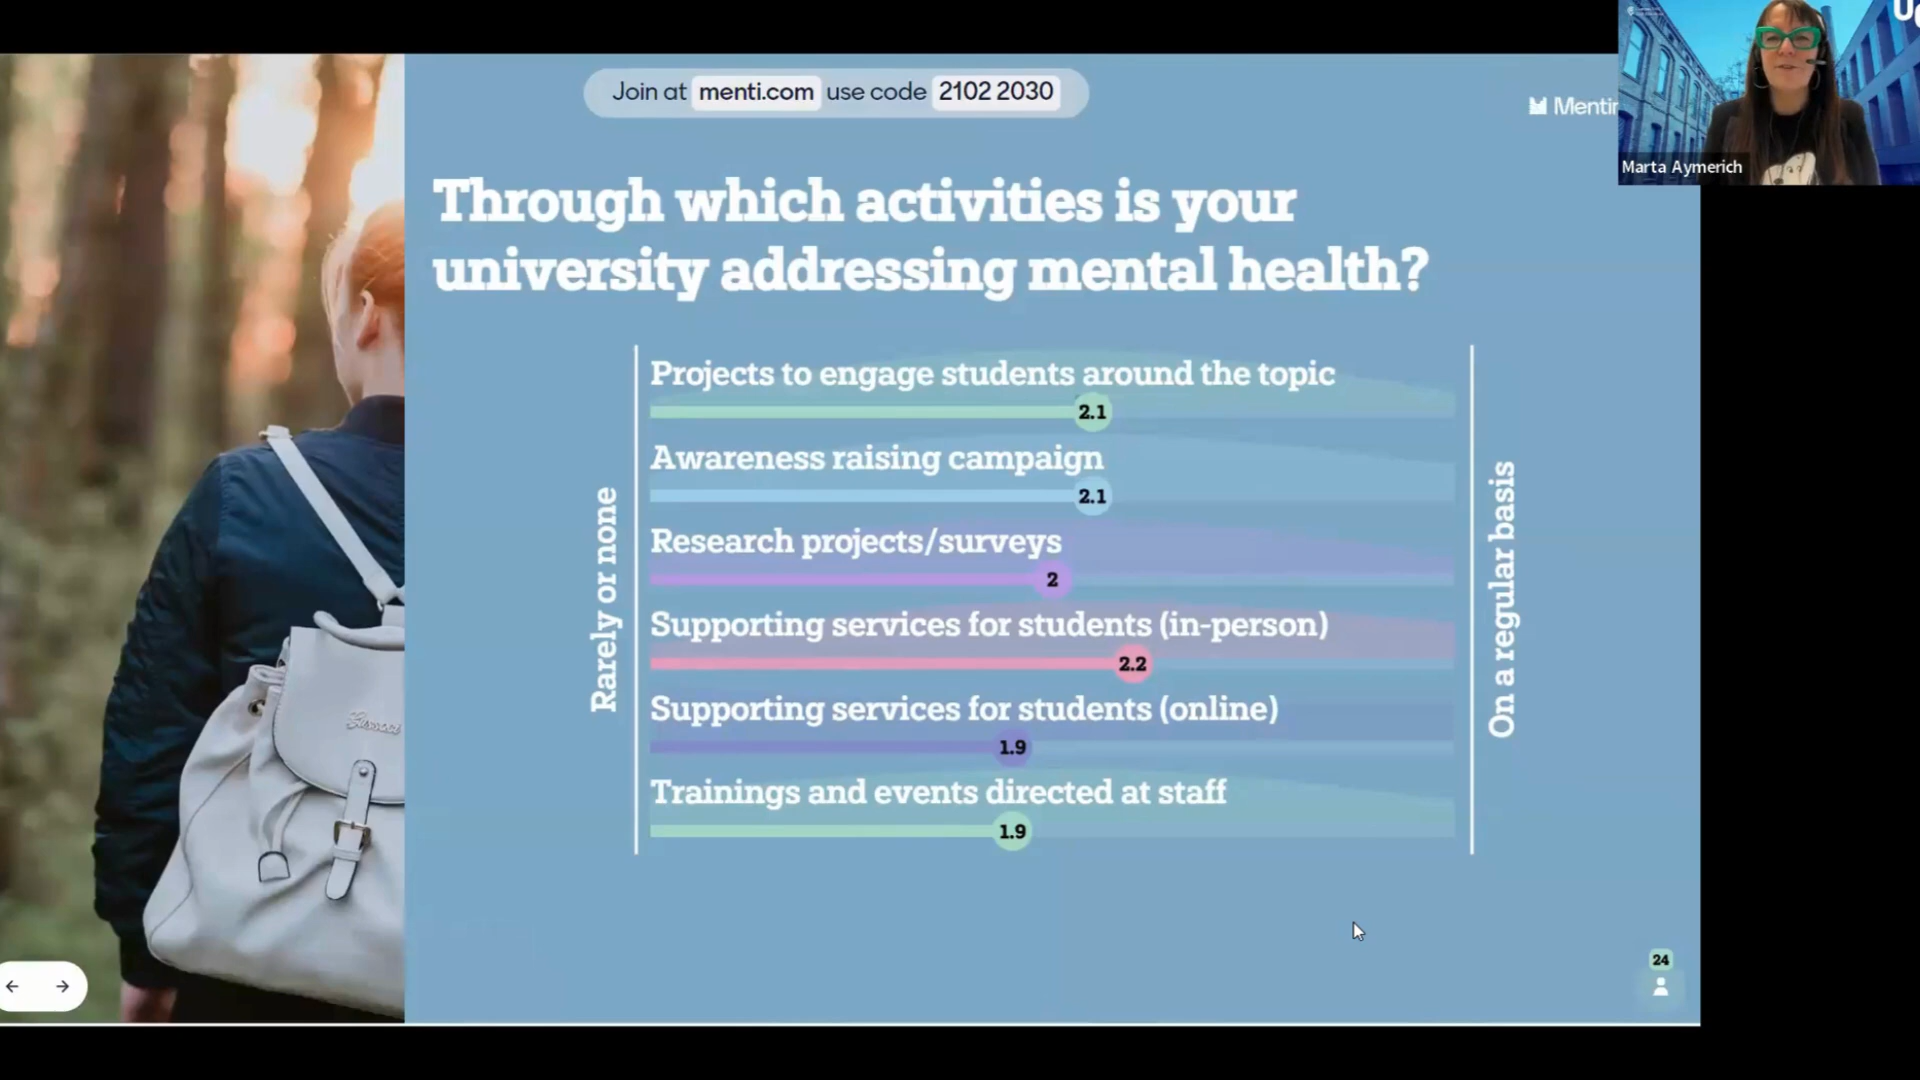 Join at menti.com use code 2102 2030
Mentir
Marta Aymerich
Through which activities is your
university addressing mental health?
Rarely or none
Projects to engage students around the topic
2.1
Awareness raising campaign
2.1
Research projects/surveys
2
Supporting services for students (in-person)
2.2
Supporting services for students (online)
1.9
Trainings and events directed at staff
1.9
On a regular basis
24